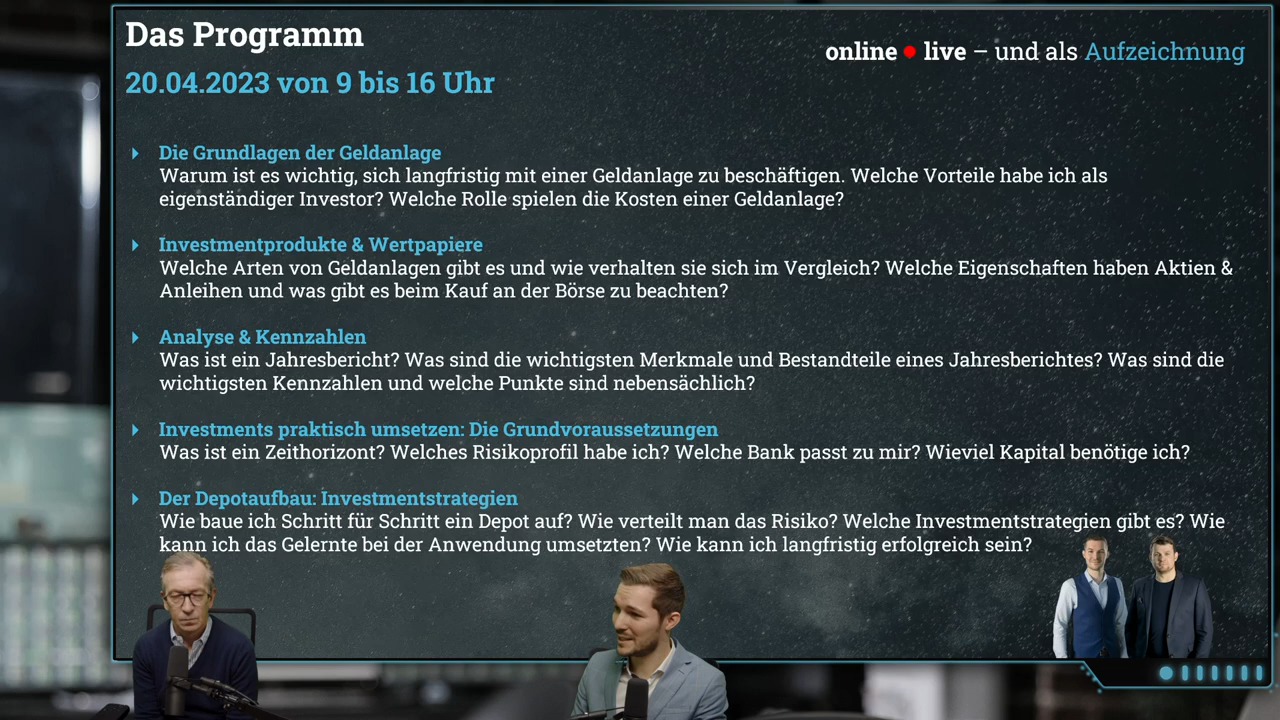 Das Programm
online live – und als Aufzeichnung
20.04.2023 von 9 bis 16 Uhr
Die Grundlagen der Geldanlage
Warum ist es wichtig, sich langfristig mit einer Geldanlage zu beschäftigen. Welche Vorteile habe ich als
eigenständiger Investor? Welche Rolle spielen die Kosten einer Geldanlage?
Investmentprodukte & Wertpapiere
Welche Arten von Geldanlagen gibt es und wie verhalten sie sich im Vergleich? Welche Eigenschaften haben Aktien &
Anleihen und was gibt es beim Kauf an der Börse zu beachten?
Analyse & Kennzahlen
Was ist ein Jahresbericht? Was sind die wichtigsten Merkmale und Bestandteile eines Jahresberichtes? Was sind die
wichtigsten Kennzahlen und welche Punkte sind nebensächlich?
Investments praktisch umsetzen: Die Grundvoraussetzungen
Was ist ein Zeithorizont? Welches Risikoprofil habe ich? Welche Bank passt zu mir? Wieviel Kapital benötige ich?
Der Depotaufbau: Investmentstrategien
Wie baue ich Schritt für Schritt ein Depot auf? Wie verteilt man das Risiko? Welche Investmentstrategien gibt es? Wie
kann ich das Gelernte bei der Anwendung umsetzten? Wie kann ich langfristig erfolgreich sein?